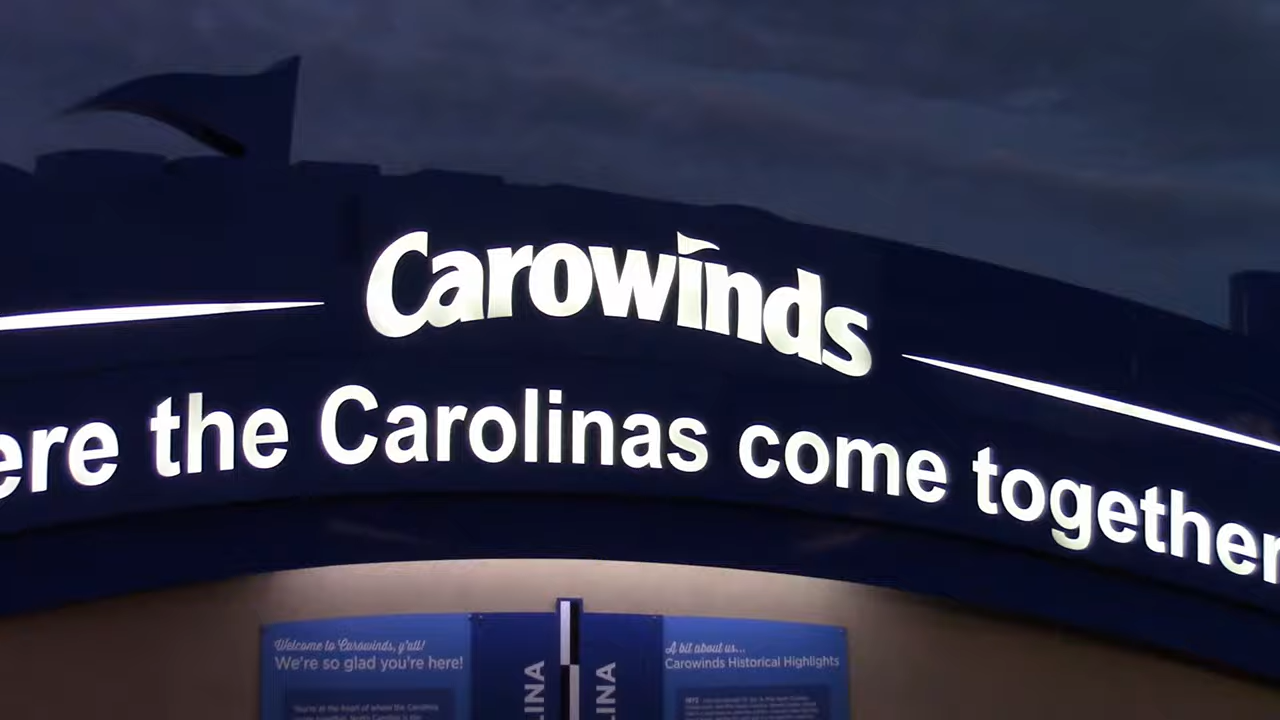 Carowinds
ere the Carolinas come together
Welcome to Carowinds, y'all!
We're so glad you're here!
LINA
LINA
A bit about us...
Carowinds Historical Highlights
1973